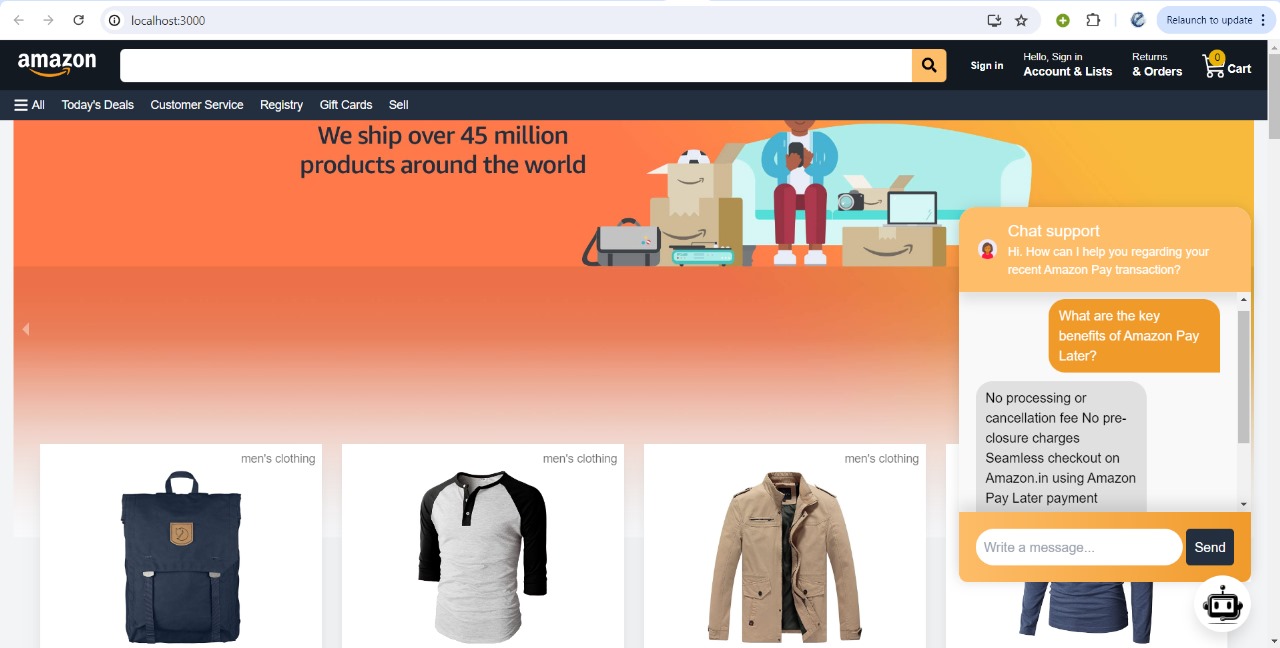 localhost:3000
Relaunch to update
amazon
Sign in
Hello, Sign in
Account & Lists
Returns
& Orders
0
Cart
All
Today's Deals
Customer Service
Registry
Gift Cards
Sell
We ship over 45 million
products around the world
Chat support
Hi. How can I help you regarding your
recent Amazon Pay transaction?
What are the key
benefits of Amazon Pay
Later?
No processing or
cancellation fee No pre-
closure charges
Seamless checkout on
Amazon.in using Amazon
Pay Later payment
Write a message...
Send
men's clothing
men's clothing
men's clothing